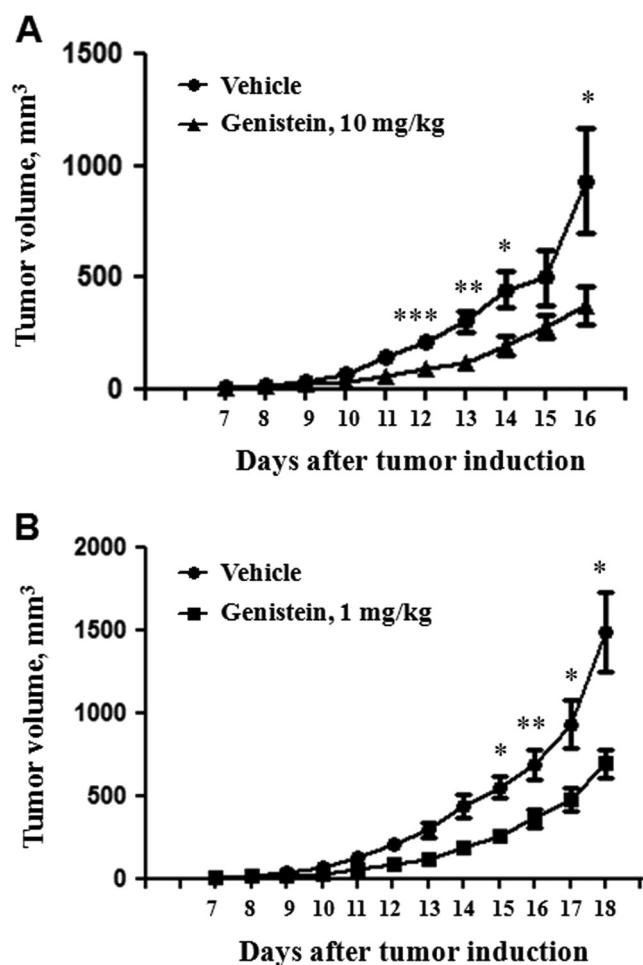 A
Tumor volume, mm³
1500
1000
500
0
Vehicle
Genistein, 10 mg/kg
*** ** * *
7 8 9 10 11 12 13 14 15 16
Days after tumor induction
B
Tumor volume, mm³
2000
1500
1000
500
0
Vehicle
Genistein, 1 mg/kg
* ** * *
7 8 9 10 11 12 13 14 15 16 17 18
Days after tumor induction